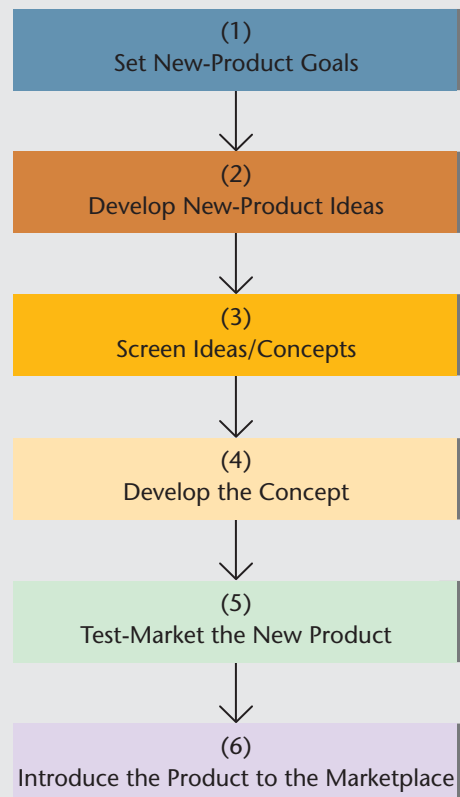 (1)
Set New-Product Goals
(2)
Develop New-Product Ideas
(3)
Screen Ideas/Concepts
(4)
Develop the Concept
(5)
Test-Market the New Product
(6)
Introduce the Product to the Marketplace